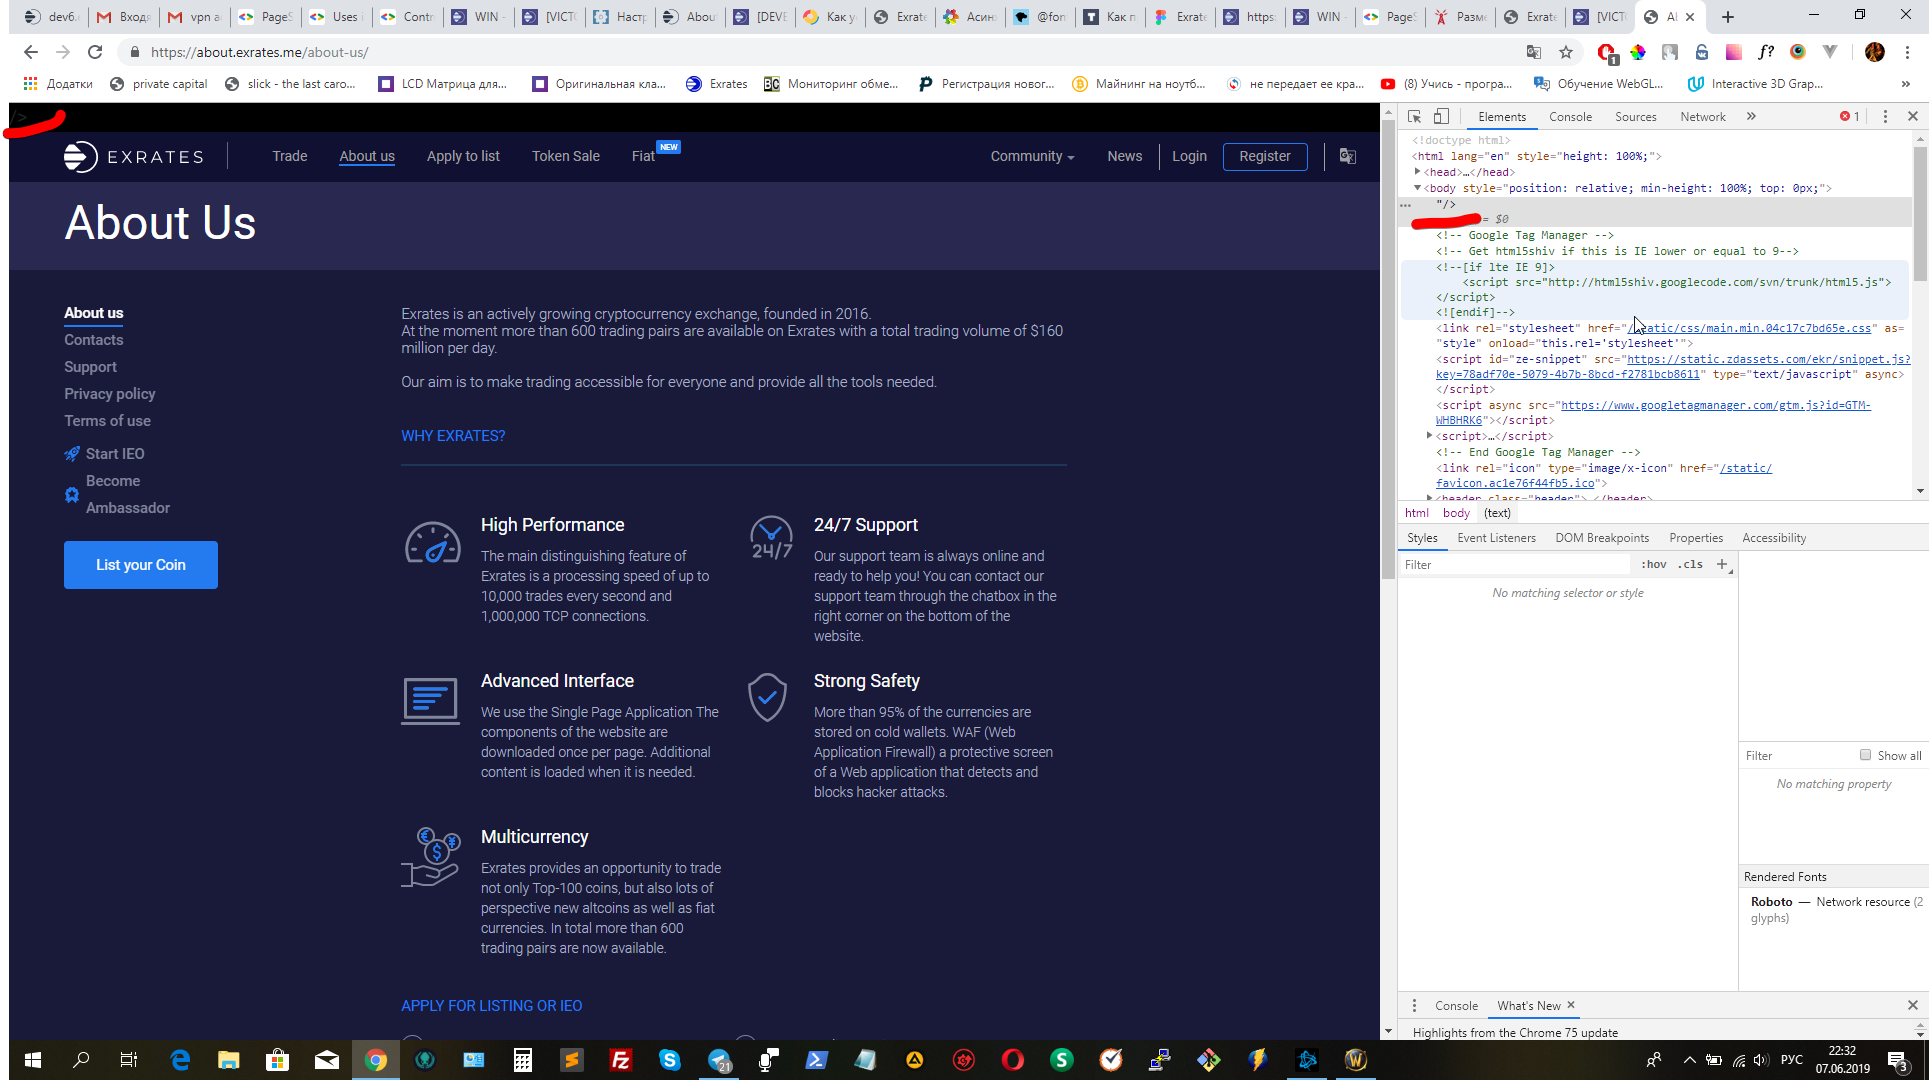 dev6.
Входя
vpn а
PageS
Uses
Contr
WIN -
[VICT
Настр
About
[DEVE
Как у
Exrate
Асин
@fon
Как п
Exrate
https:
WIN -
PageS
Разме
Exrate
[VICTO
https://about.exrates.me/about-us/
Додатки
private capital
slick - the last caro...
LCD Матрица для...
Оригинальная кла...
Exrates
Мониторинг обме...
Регистрация новог...
Майнинг на ноутб...
не передает ее кра...
(8) Учись - програ...
Обучение WebGL...
Interactive 3D Grap...
/>
EXRATES
Trade
About us
Apply to list
Token Sale
Fiat
NEW
Community
News
Login
Register
About Us
About us
Contacts
Support
Privacy policy
Terms of use
Start IEO
Become
Ambassador
List your Coin
Exrates is an actively growing cryptocurrency exchange, founded in 2016.
At the moment more than 600 trading pairs are available on Exrates with a total trading volume of $160
million per day.
Our aim is to make trading accessible for everyone and provide all the tools needed.
WHY EXRATES?
High Performance
The main distinguishing feature of
Exrates is a processing speed of up to
10,000 trades every second and
1,000,000 TCP connections.
24/7
24/7 Support
Our support team is always online and
ready to help you! You can contact our
support team through the chatbox in the
right corner on the bottom of the
website.
Advanced Interface
We use the Single Page Application The
components of the website are
downloaded once per page. Additional
content is loaded when it is needed.
Strong Safety
More than 95% of the currencies are
stored on cold wallets. WAF (Web
Application Firewall) a protective screen
of a Web application that detects and
blocks hacker attacks.
Multicurrency
Exrates provides an opportunity to trade
not only Top-100 coins, but also lots of
perspective new altcoins as well as fiat
currencies. In total more than 600
trading pairs are now available.
APPLY FOR LISTING OR IEO
Elements
Console
Sources
Network
1
<!doctype html>
<html lang="en" style="height: 100%;">
<head>…</head>
<body style="position: relative; min-height: 100%; top: 0px;">
"/>
= $0
<!-- Google Tag Manager -->
<!-- Get html5shiv if this is IE lower or equal to 9-->
<!--[if lte IE 9]>
<script src="http://html5shiv.googlecode.com/svn/trunk/html5.js">
</script>
<![endif]-->
<link rel="stylesheet" href="/static/css/main.min.04c17c7bd65e.css" as=
"style" onload="this.rel='stylesheet'">
<script id="ze-snippet" src="https://static.zdassets.com/ekr/snippet.js?
key=78adf70e-5079-4b7b-8bcd-f2781bcb8611" type="text/javascript" async>
</script>
<script async src="https://www.googletagmanager.com/gtm.js?id=GTM-
WHBHRK6"></script>
<script>…</script>
<!-- End Google Tag Manager -->
<link rel="icon" type="image/x-icon" href="/static/
favicon.ac1e76f44fb5.ico">
<header class="header">…</header>
html
body
(text)
Styles
Event Listeners
DOM Breakpoints
Properties
Accessibility
Filter
:hov
.cls
+
No matching selector or style
Filter
Show all
No matching property
Rendered Fonts
Roboto — Network resource (2
glyphs)
Console
What's New
Highlights from the Chrome 75 update
21
РУС
22:32
07.06.2019
3